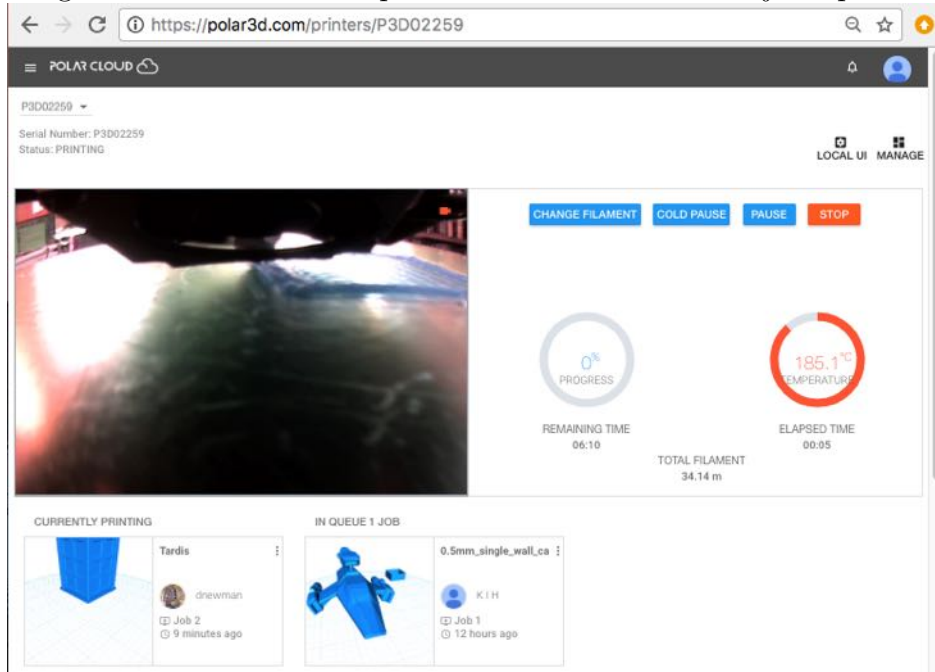 https://polar3d.com/printers/P3D02259
POLAR CLOUD
P3D02259
Serial Number: P3D02259
Status: PRINTING
LOCAL UI MANAGE
CHANGE FILAMENT COLD PAUSE PAUSE STOP
0%
PROGRESS
185.1°C
TEMPERATURE
REMAINING TIME
06:10
ELAPSED TIME
00:05
TOTAL FILAMENT
34.14 m
CURRENTLY PRINTING
Tardis
dnewman
Job 2
9 minutes ago
IN QUEUE 1 JOB
0.5mm_single_wall_ca
K I H
Job 1
12 hours ago